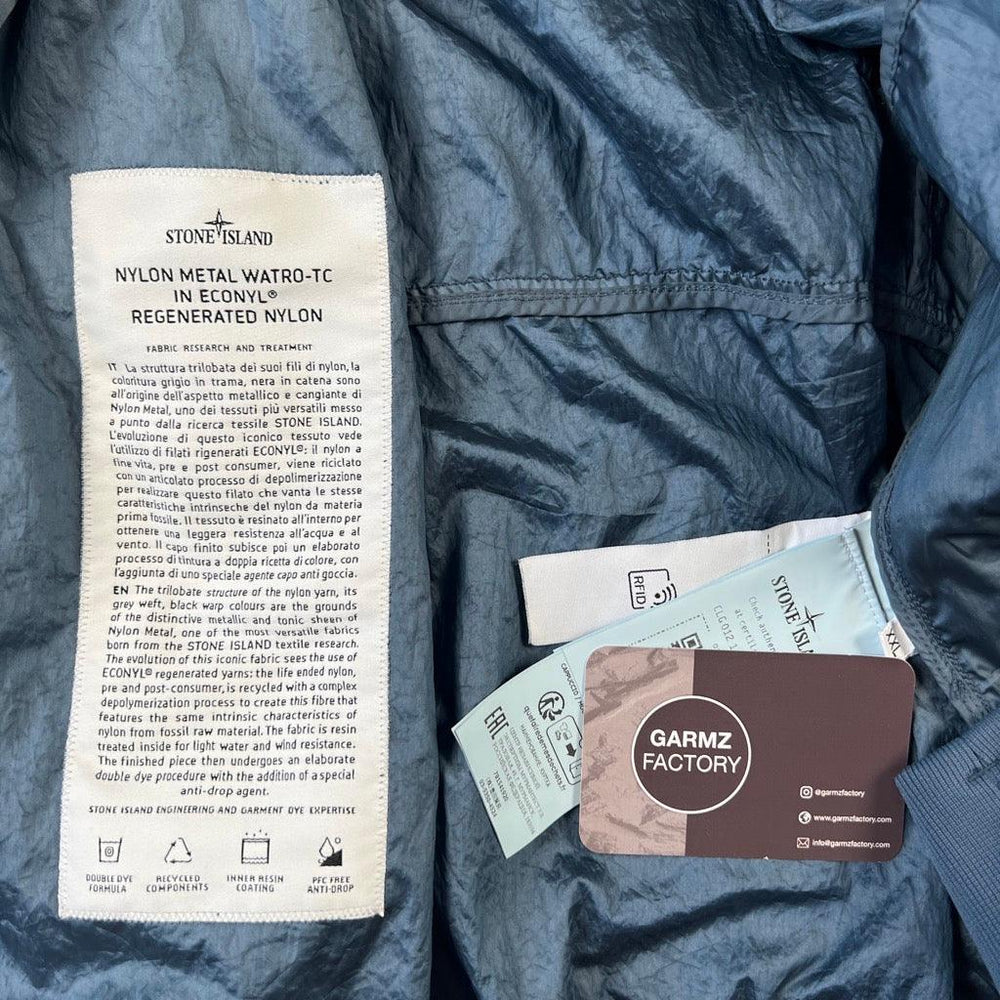 STONE ISLAND
NYLON METAL WATRO-TC
IN ECONYL®
REGENERATED NYLON
FABRIC RESEARCH AND TREATMENT
IT La struttura trilobata dei suoi fili di nylon, la
coloritura grigio in trama, nera in catena sono
all'origine dell'aspetto metallico e cangiante di
Nylon Metal, uno dei tessuti più versatili messo
a punto dalla ricerca tessile STONE ISLAND.
L'evoluzione di questo iconico tessuto vede
l'utilizzo di filati rigenerati ECONYL®: il nylon a
fine vita, pre e post consumer, viene riciclato
con un articolato processo di depolimerizzazione
per realizzare questo filato che vanta le stesse
caratteristiche intrinseche del nylon da materia
prima fossile. Il tessuto è resinato all'interno per
ottenere una leggera resistenza all'acqua e al
vento. Il capo finito subisce poi un elaborato
processo di tintura a doppia ricetta di colore, con
l'aggiunta di uno speciale agente capo anti goccia.
EN The trilobate structure of the nylon yarn, its
grey weft, black warp colours are the grounds
of the distinctive metallic and tonic sheen of
Nylon Metal, one of the most versatile fabrics
born from the STONE ISLAND textile research.
The evolution of this iconic fabric sees the use of
ECONYL® regenerated yarns: the life ended nylon,
pre and post-consumer, is recycled with a complex
depolymerization process to create this fibre that
features the same intrinsic characteristics of
nylon from fossil raw material. The fabric is resin
treated inside for light water and wind resistance.
The finished piece then undergoes an elaborate
double dye procedure with the addition of a special
anti-drop agent.
STONE ISLAND ENGINEERING AND GARMENT DYE EXPERTISE
DOUBLE DYE
FORMULA
RECYCLED
COMPONENTS
INNER RESIN
COATING
PFC FREE
ANTI-DROP
RFID
STONE ISLAND
Check
at
CLG-012
XXL
CAPPUCCIO
EAC
quefairedemesdechets.fr
GARMZ
FACTORY
@garmzfactory
www.garmzfactory.com
info@garmzfactory.com